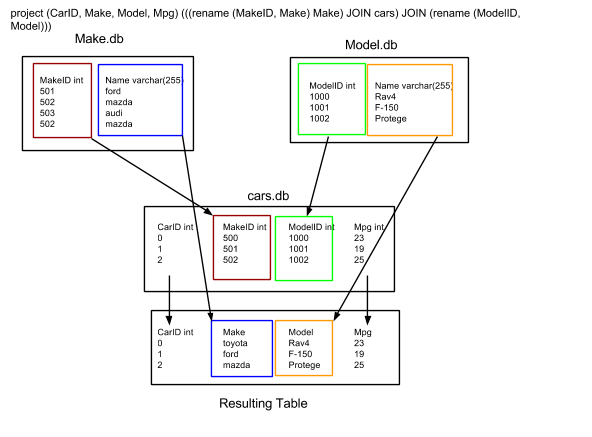 project (CarID, Make, Model, Mpg) (((rename (MakeID, Make) Make) JOIN cars) JOIN (rename (ModelID,
Model)))
Make.db
Model.db
MakeID int
501
502
503
502
Name varchar(255)
ford
mazda
audi
mazda
ModelID int
1000
1001
1002
Name varchar(255)
Rav4
F-150
Protege
cars.db
CarID int
0
1
2
MakeID int
500
501
502
ModelID int
1000
1001
1002
Mpg int
23
19
25
CarID int
0
1
2
Make
toyota
ford
mazda
Model
Rav4
F-150
Protege
Mpg
23
19
25
Resulting Table